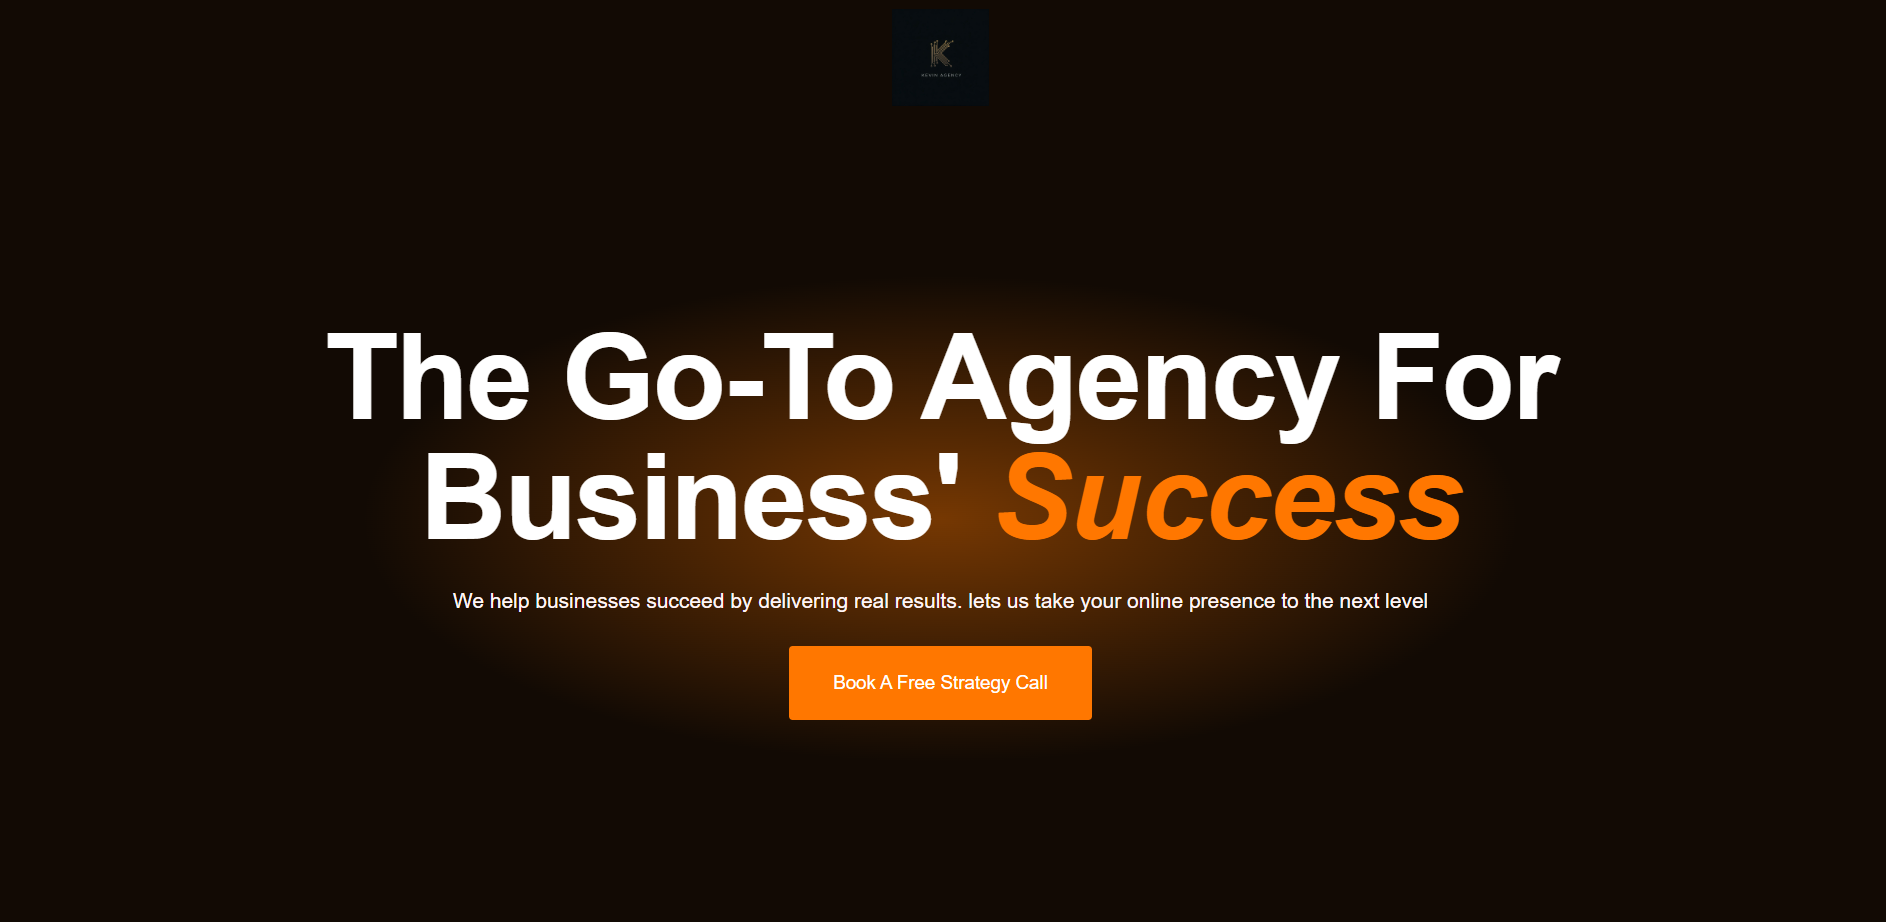 K
KEVIN AGENCY
The Go-To Agency For
Business' Success
We help businesses succeed by delivering real results. lets us take your online presence to the next level
Book A Free Strategy Call